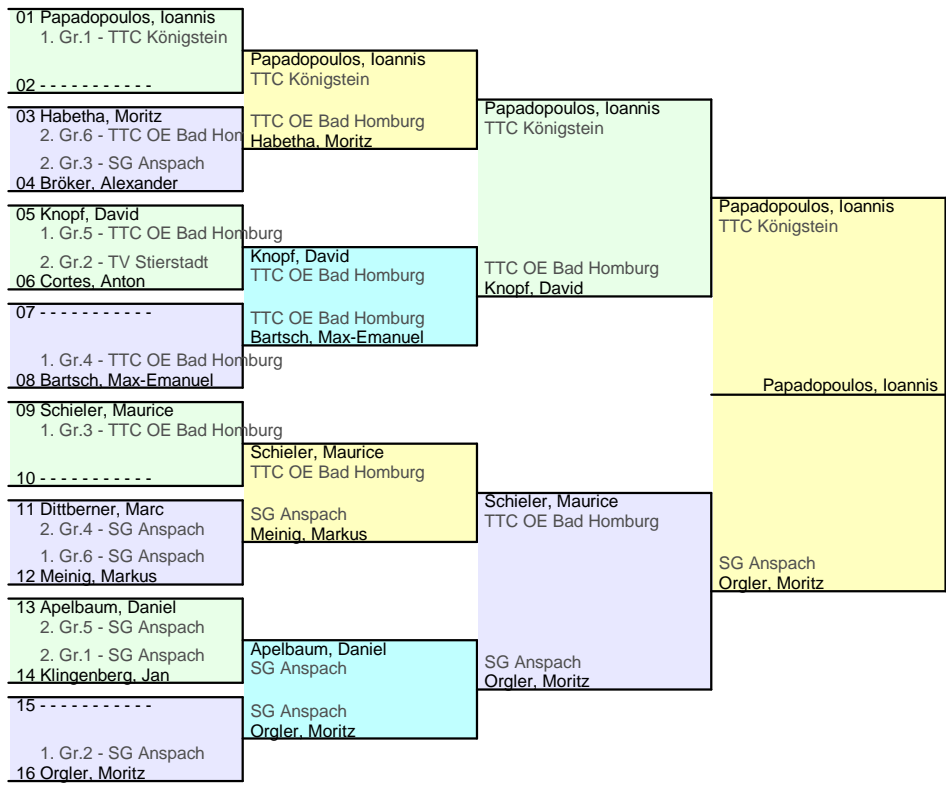 01 Papadopoulos, Ioannis
1. Gr.1 - TTC Königstein
02 - - - - - - - - - - -
03 Habetha, Moritz
2. Gr.6 - TTC OE Bad Hom
2. Gr.3 - SG Anspach
04 Bröker, Alexander
05 Knopf, David
1. Gr.5 - TTC OE Bad Homburg
2. Gr.2 - TV Stierstadt
06 Cortes, Anton
07 - - - - - - - - - - -
1. Gr.4 - TTC OE Bad Homburg
08 Bartsch, Max-Emanuel
09 Schieler, Maurice
1. Gr.3 - TTC OE Bad Homburg
10 - - - - - - - - - - -
11 Dittberner, Marc
2. Gr.4 - SG Anspach
1. Gr.6 - SG Anspach
12 Meinig, Markus
13 Apelbaum, Daniel
2. Gr.5 - SG Anspach
2. Gr.1 - SG Anspach
14 Klingenberg, Jan
15 - - - - - - - - - - -
1. Gr.2 - SG Anspach
16 Orgler, Moritz
Papadopoulos, Ioannis
TTC Königstein
TTC OE Bad Homburg
Habetha, Moritz
Knopf, David
TTC OE Bad Homburg
TTC OE Bad Homburg
Bartsch, Max-Emanuel
Schieler, Maurice
TTC OE Bad Homburg
SG Anspach
Meinig, Markus
Apelbaum, Daniel
SG Anspach
SG Anspach
Orgler, Moritz
Papadopoulos, Ioannis
TTC Königstein
TTC OE Bad Homburg
Knopf, David
Schieler, Maurice
TTC OE Bad Homburg
SG Anspach
Orgler, Moritz
Papadopoulos, Ioannis
TTC Königstein
SG Anspach
Orgler, Moritz
Papadopoulos, Ioannis